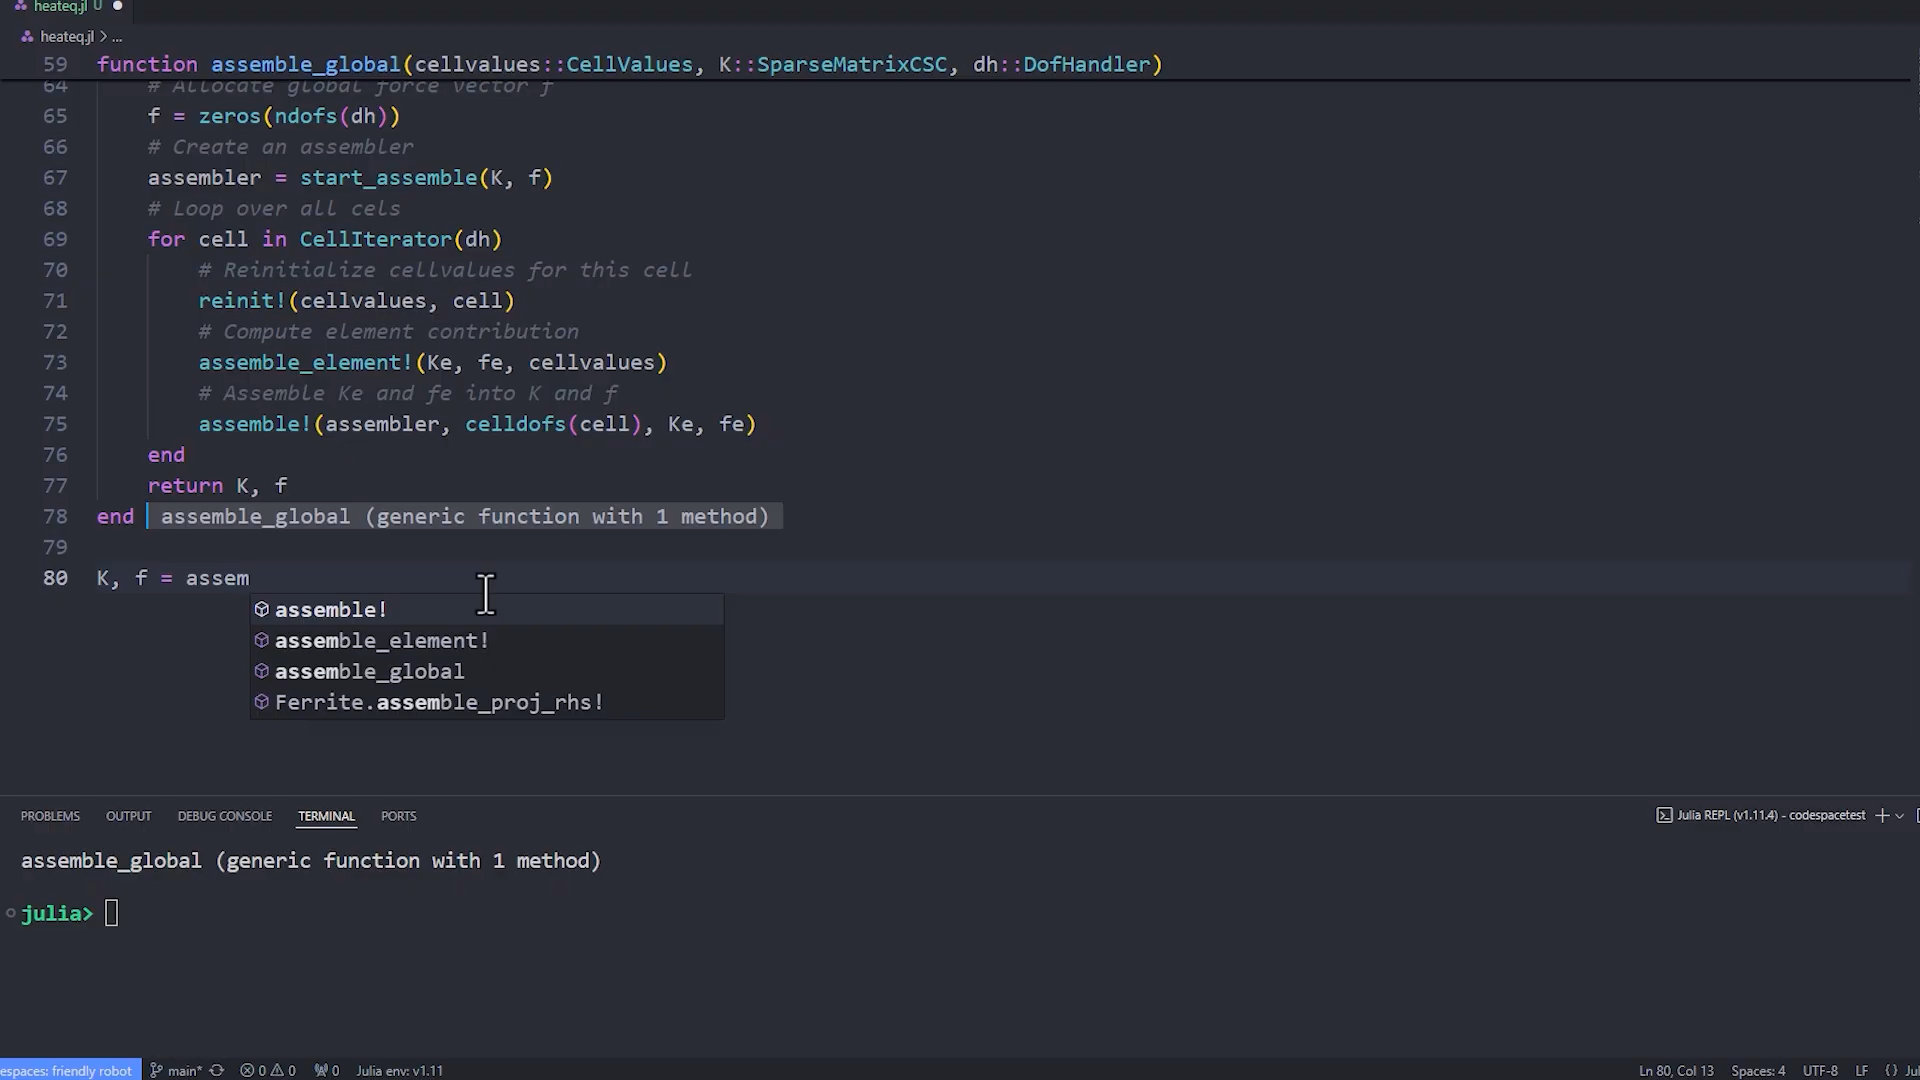 heateq.jl U
heateq.jl > ...
59 function assemble_global(cellvalues::CellValues, K::SparseMatrixCSC, dh::DofHandler)
64 # Allocate global force vector f
65 f = zeros(ndofs(dh))
66 # Create an assembler
67 assembler = start_assemble(K, f)
68 # Loop over all cels
69 for cell in CellIterator(dh)
70 # Reinitialize cellvalues for this cell
71 reinit!(cellvalues, cell)
72 # Compute element contribution
73 assemble_element!(Ke, fe, cellvalues)
74 # Assemble Ke and fe into K and f
75 assemble!(assembler, celldofs(cell), Ke, fe)
76 end
77 return K, f
78 end assemble_global (generic function with 1 method)
79
80 K, f = assem
assemble!
assemble_element!
assemble_global
Ferrite.assemble_proj_rhs!
PROBLEMS OUTPUT DEBUG CONSOLE TERMINAL PORTS Julia REPL (v1.11.4) - codespacetest
assemble_global (generic function with 1 method)
julia>
espaces: friendly robot main* 0 0 0 Julia env: v1.11 Ln 80, Col 13 Spaces: 4 UTF-8 LF {} Jul